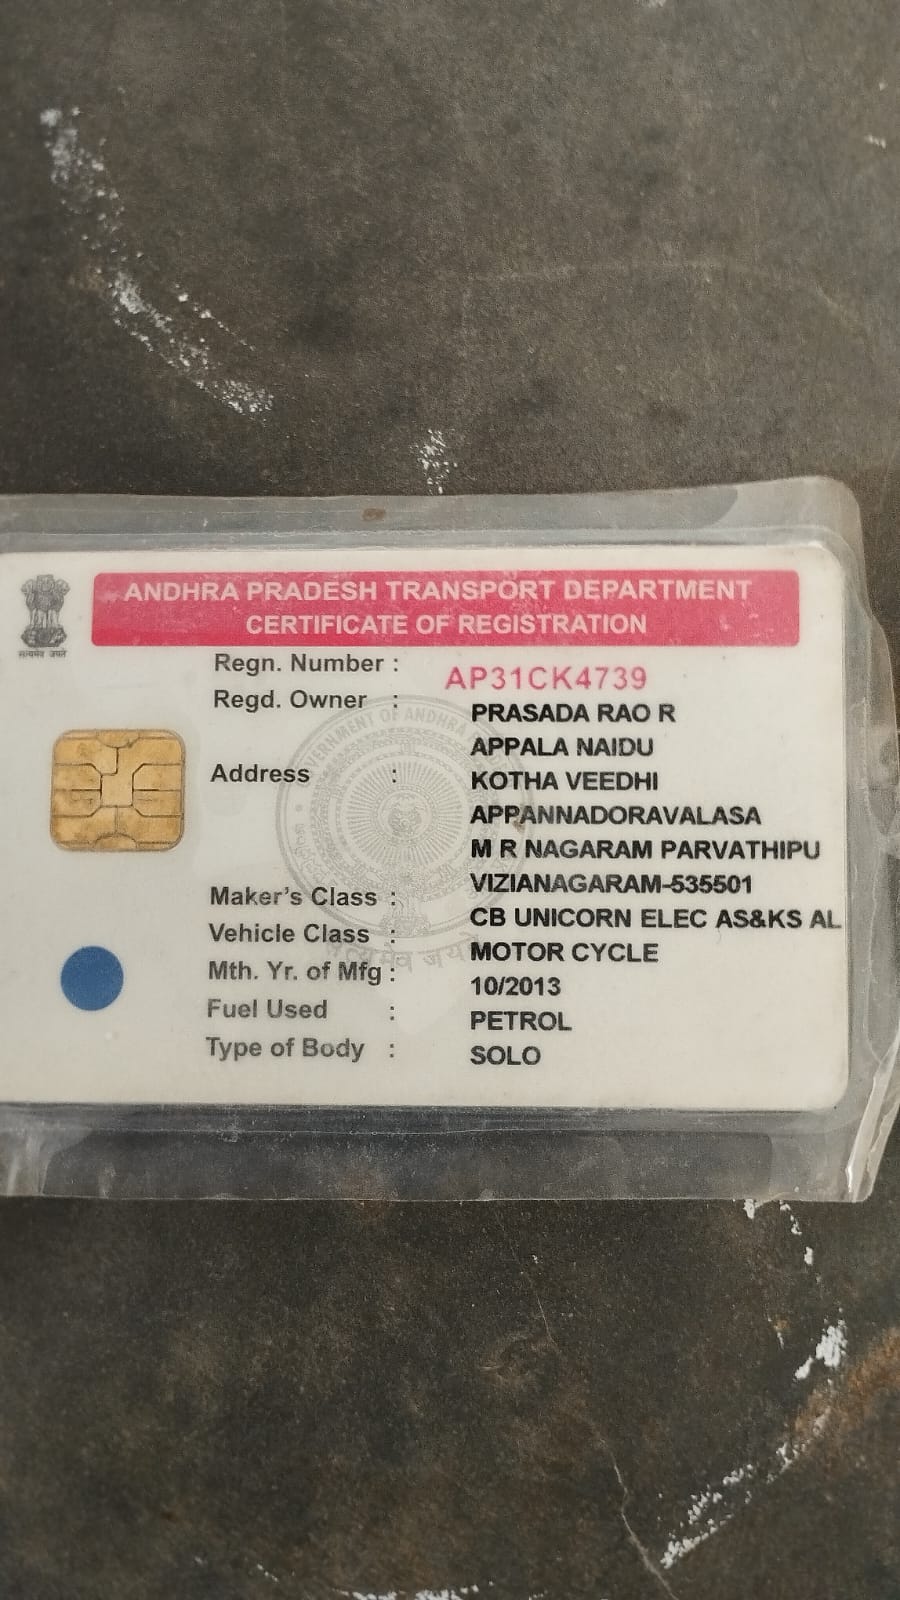 ANDHRA PRADESH TRANSPORT DEPARTMENT
CERTIFICATE OF REGISTRATION
सत्यमेव जयते
Regn. Number : AP31CK4739
Regd. Owner : PRASADA RAO R
APPALA NAIDU
Address : KOTHA VEEDHI
APPANNADORAVALASA
M R NAGARAM PARVATHIPU
VIZIANAGARAM-535501
Maker's Class : CB UNICORN ELEC AS&KS AL
Vehicle Class : MOTOR CYCLE
Mth. Yr. of Mfg : 10/2013
Fuel Used : PETROL
Type of Body : SOLO
GOVERNMENT OF ANDHRA
सत्यमेव जयते